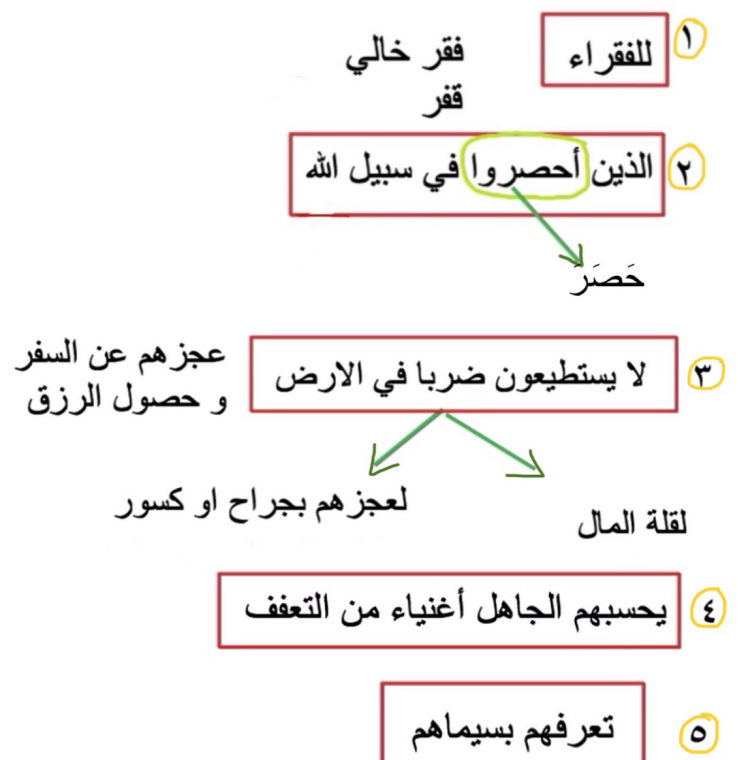 ١ للفقراء فقر خالي
قفر
٢ الذين أحصروا في سبيل الله
حَصَرَ
٣ لا يستطيعون ضربا في الارض
عجزهم عن السفر
و حصول الرزق
لقلة المال
لعجزهم بجراح او كسور
٤ يحسبهم الجاهل أغنياء من التعفف
٥ تعرفهم بسيماهم